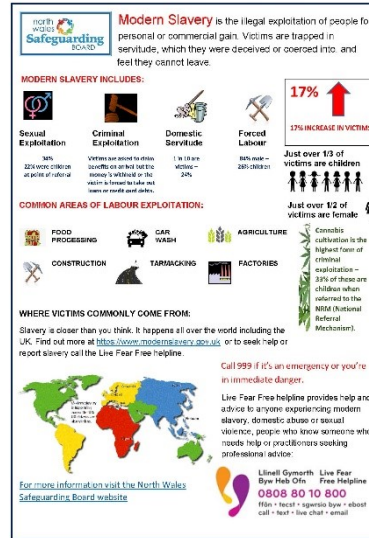 north
wales
Safeguarding
BOARD
Modern Slavery is the illegal exploitation of people fo
personal or commercial gain. Victims are trapped in
servitude, which they were deceived or coerced into, and
feel they cannot leave.
MODERN SLAVERY INCLUDES:
Sexual
Exploitation
34%
22% were children
at point of referral
Criminal
Exploitation
Victims are asked to claim
benefits on arrival but the
money is withheld or the
victim is forced to take out
loans or credit card debts.
Domestic
Servitude
1 in 10 are
victims –
24%
Forced
Labour
84% male –
26% children
17%
17% INCREASE IN VICTIMS
Just over 1/3 of
victims are children
Just over 1/2 of
victims are female
COMMON AREAS OF LABOUR EXPLOITATION:
FOOD
PROCESSING
CAR
WASH
AGRICULTURE
CONSTRUCTION
TARMACKING
FACTORIES
Cannabis
cultivation is the
highest form of
criminal
exploitation –
33% of these are
children when
referred to the
NRM (National
Referral
Mechanism).
WHERE VICTIMS COMMONLY COME FROM:
Slavery is closer than you think. It happens all over the world including the
UK. Find out more at https://www.modernslavery.gov.uk or to seek help or
report slavery call the Live Fear Free helpline.
Call 999 if it's an emergency or you're
in immediate danger.
Live Fear Free helpline provides help and
advice to anyone experiencing modern
slavery, domestic abuse or sexual
violence, people who know someone who
needs help or practitioners seeking
professional advice:
For more information visit the North Wales
Safeguarding Board website
Llinell Gymorth Live Fear
Byw Heb Ofn Free Helpline
0808 80 10 800
ffôn • tecst • sgwrsio byw • ebost
call • text • live chat • email